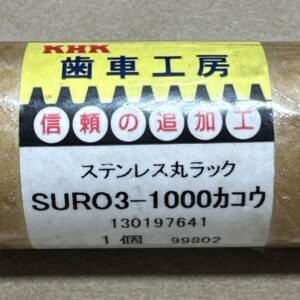 KHK
歯車工房
信頼の追加工
ステンレス丸ラック
SURO3-1000カコウ
130197641
1個 99802